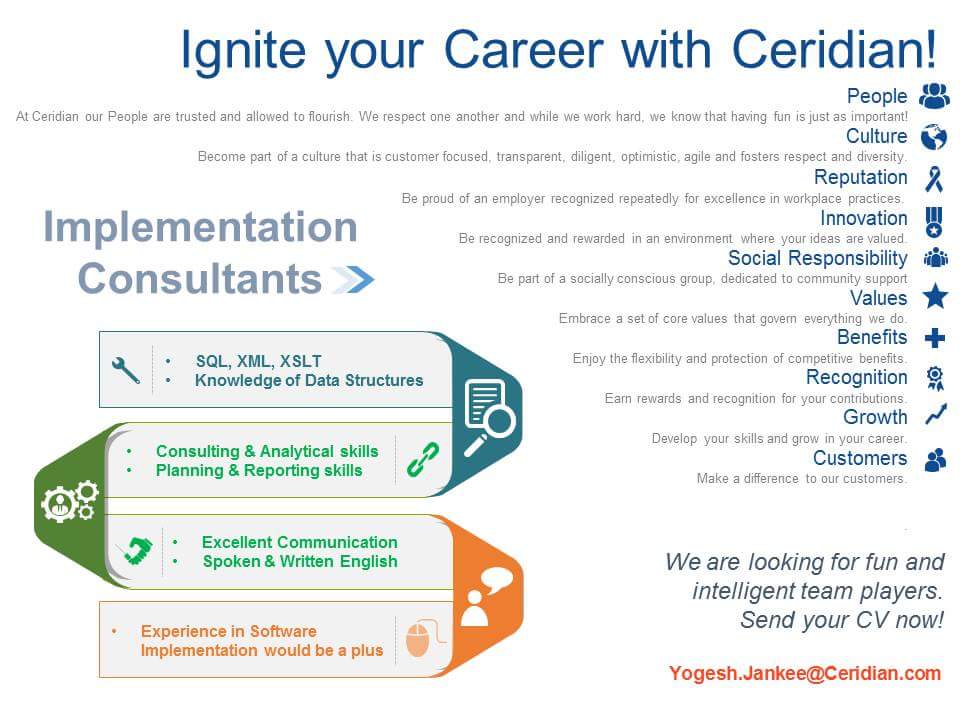 Ignite your Career with Ceridian!
People
At Ceridian our People are trusted and allowed to flourish. We respect one another and while we work hard, we know that having fun is just as important!
Culture
Become part of a culture that is customer focused, transparent, diligent, optimistic, agile and fosters respect and diversity.
Reputation
Be proud of an employer recognized repeatedly for excellence in workplace practices.
Innovation
Be recognized and rewarded in an environment where your ideas are valued.
Social Responsibility
Be part of a socially conscious group, dedicated to community support
Values
Embrace a set of core values that govern everything we do.
Benefits
Enjoy the flexibility and protection of competitive benefits.
Recognition
Earn rewards and recognition for your contributions.
Growth
Develop your skills and grow in your career.
Customers
Make a difference to our customers.
.
Implementation
Consultants
• SQL, XML, XSLT
• Knowledge of Data Structures
• Consulting & Analytical skills
• Planning & Reporting skills
• Excellent Communication
• Spoken & Written English
• Experience in Software
Implementation would be a plus
We are looking for fun and
intelligent team players.
Send your CV now!
Yogesh.Jankee@Ceridian.com